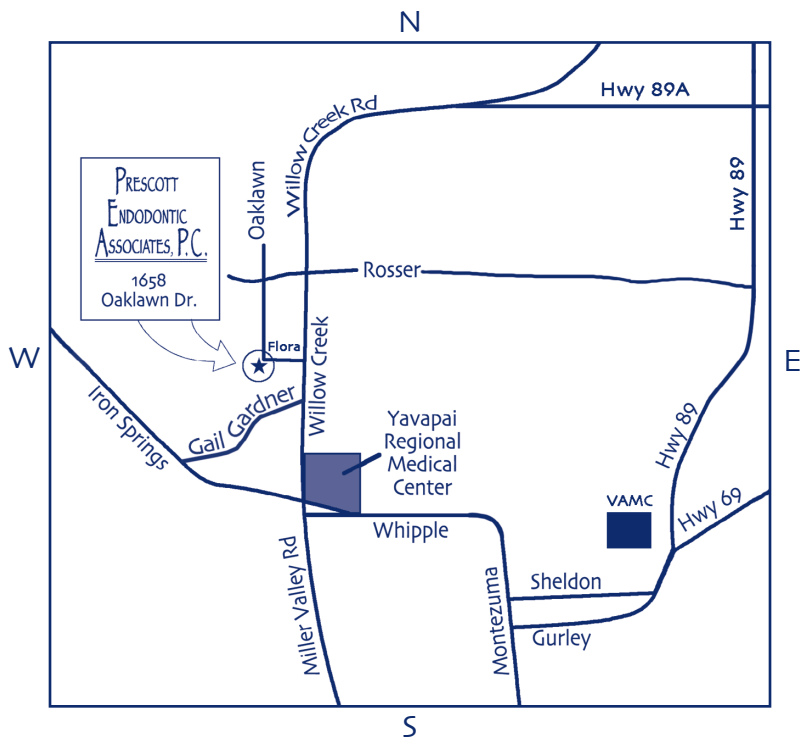 N
Hwy 89A
Willow Creek Rd
Hwy 89
PRESCOTT
ENDODONTIC
ASSOCIATES, P.C.
1658
Oaklawn Dr.
Oaklawn
Rosser
W
E
Flora
Willow Creek
Iron Springs
Gail Gardner
Yavapai
Regional
Medical
Center
Hwy 89
VAMC
Hwy 69
Whipple
Miller Valley Rd
Montezuma
Sheldon
Gurley
S